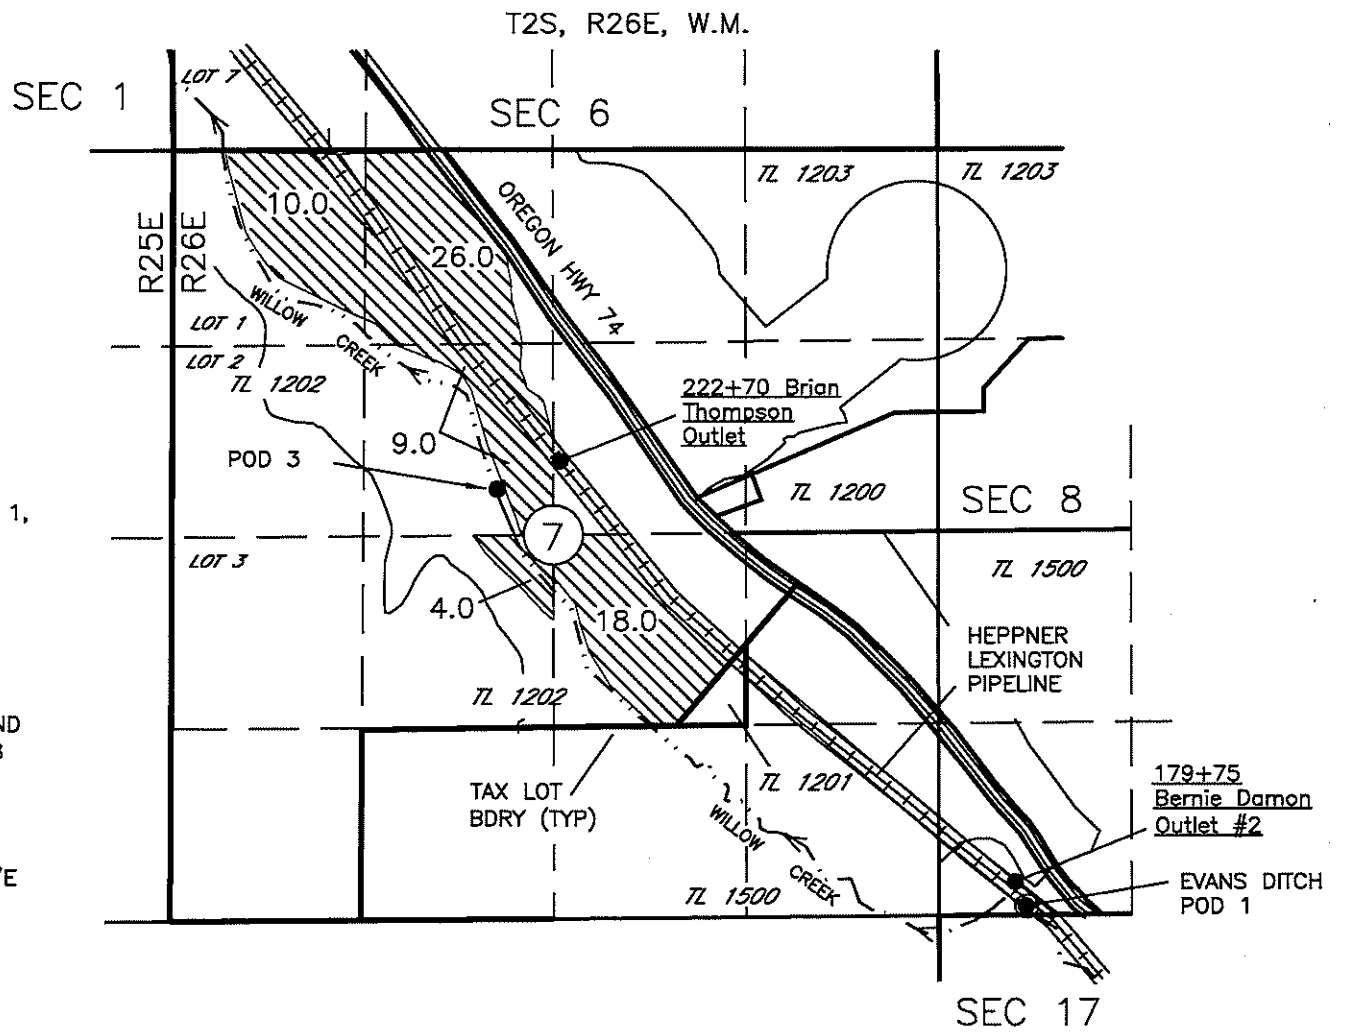 T2S, R26E, W.M.
SEC 1
LOT 7
SEC 6
TL 1203
TL 1203
R25E
R26E
10.0
26.0
OREGON HWY 74
WILLOW
CREEK
LOT 1
LOT 2
TL 1202
222+70 Brian
Thompson
Outlet
9.0
POD 3
TL 1200
SEC 8
1,
7
LOT 3
TL 1500
4.0
18.0
HEPPNER
LEXINGTON
PIPELINE
TL 1202
ND
TAX LOT
BDRY (TYP)
TL 1201
179+75
Bernie Damon
Outlet #2
WILLOW
CREEK
TL 1500
EVANS DITCH
POD 1
SEC 17